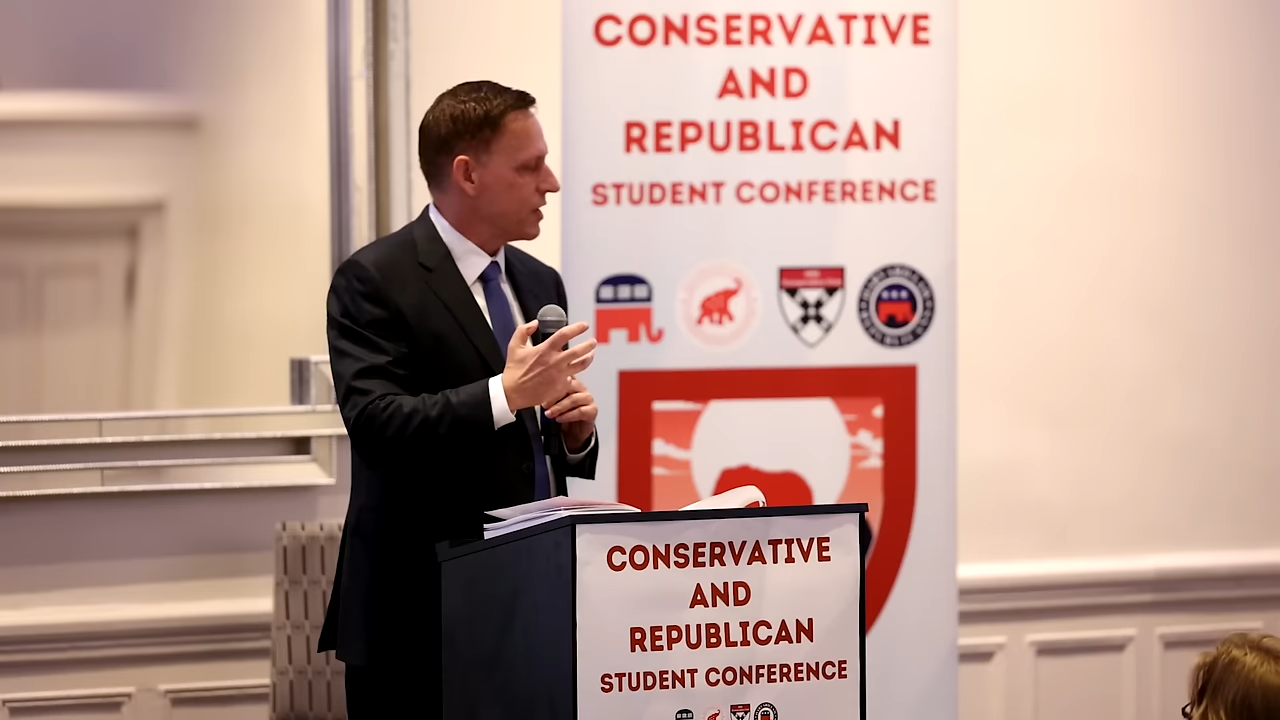 CONSERVATIVE
AND
REPUBLICAN
STUDENT CONFERENCE
CONSERVATIVE
AND
REPUBLICAN
STUDENT CONFERENCE